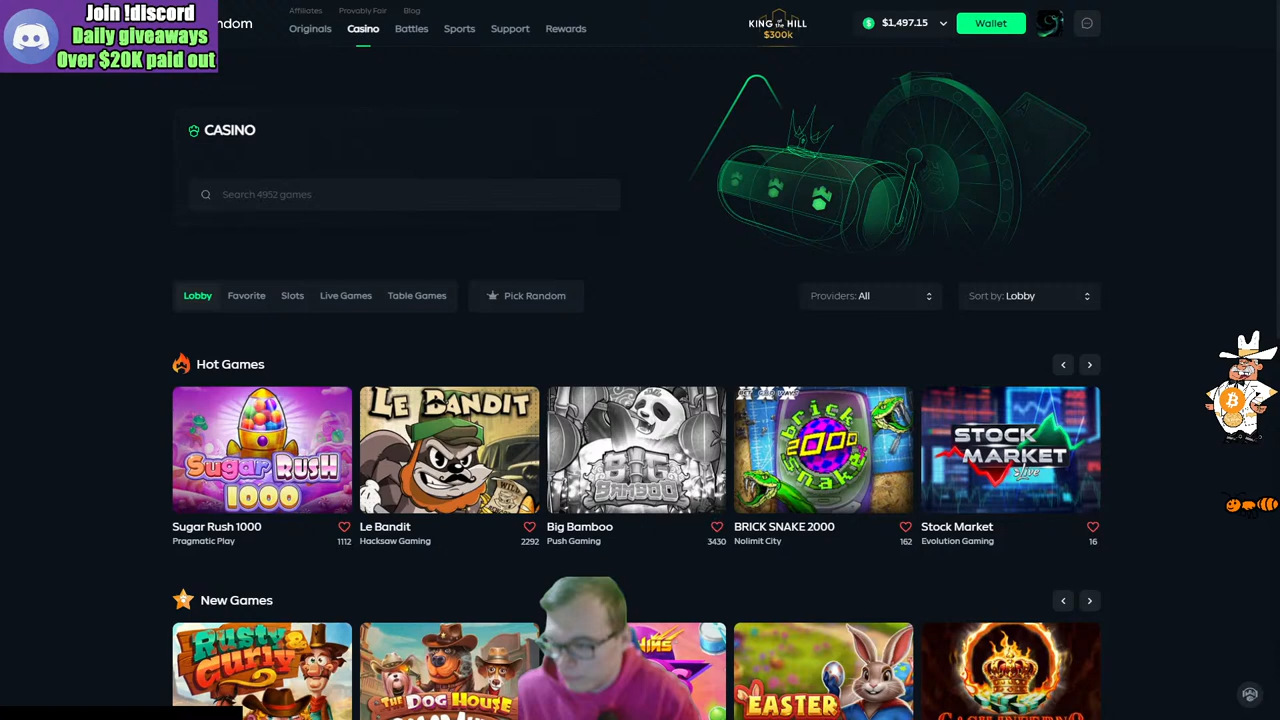 Join !discord
Daily giveaways
Over $20K paid out
ndom
Affiliates
Provably Fair
Blog
Originals
Casino
Battles
Sports
Support
Rewards
KING of the HILL
$300k
$1,497.15
Wallet
CASINO
Search 4952 games
Lobby
Favorite
Slots
Live Games
Table Games
Pick Random
Providers: All
Sort by: Lobby
Hot Games
SUGAR RUSH
1000
LE BANDIT
BIG
BAMBOO
brick
2000
snake
STOCK
MARKET
live
Sugar Rush 1000
Pragmatic Play
1112
Le Bandit
Hacksaw Gaming
2292
Big Bamboo
Push Gaming
3430
BRICK SNAKE 2000
Nolimit City
162
Stock Market
Evolution Gaming
16
New Games
RUSTY &
CURLY
THE DOG HOUSE
EASTER